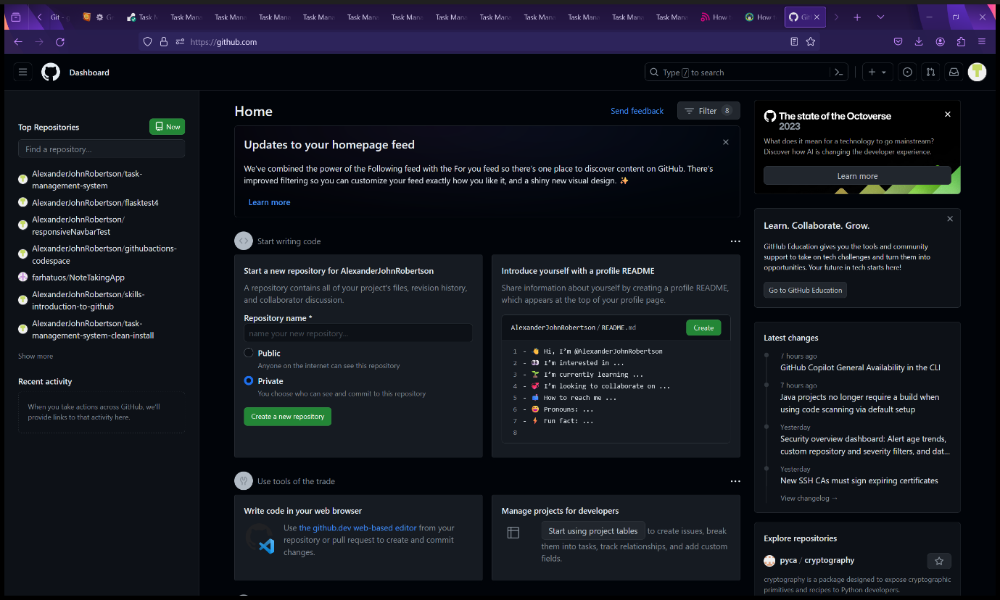 Git -
G
Task M
Task Mana
Task Mana
Task Mana
Task Mana
Task Mana
Task Mana
Task Mana
Task Mana
Task Mana
Task Mana
Task Mana
Task Mana
How t
How t
Git
https://github.com
Dashboard
Type / to search
Top Repositories
New
Find a repository...
AlexanderJohnRobertson/task-
management-system
AlexanderJohnRobertson/flasktest4
AlexanderJohnRobertson/
responsiveNavbarTest
AlexanderJohnRobertson/githubactions-
codespace
farhatuos/NoteTakingApp
AlexanderJohnRobertson/skills-
introduction-to-github
AlexanderJohnRobertson/task-
management-system-clean-install
Show more
Recent activity
When you take actions across GitHub, we'll
provide links to that activity here.
Home
Send feedback
Filter 8
Updates to your homepage feed
We've combined the power of the Following feed with the For you feed so there's one place to discover content on GitHub. There's
improved filtering so you can customize your feed exactly how you like it, and a shiny new visual design. ✨
Learn more
Start writing code
Start a new repository for AlexanderJohnRobertson
A repository contains all of your project's files, revision history,
and collaborator discussion.
Repository name *
name your new repository...
Public
Anyone on the internet can see this repository
Private
You choose who can see and commit to this repository
Create a new repository
Introduce yourself with a profile README
Share information about yourself by creating a profile README,
which appears at the top of your profile page.
AlexanderJohnRobertson / README.md
Create
1 - 👋 Hi, I'm @AlexanderJohnRobertson
2 - 👀 I'm interested in ...
3 - 🌱 I'm currently learning ...
4 - 💞️ I'm looking to collaborate on ...
5 - 📫 How to reach me ...
6 - 😄 Pronouns: ...
7 - ⚡ Fun fact: ...
8
Use tools of the trade
Write code in your web browser
Use the github.dev web-based editor from your
repository or pull request to create and commit
changes.
Manage projects for developers
Start using project tables to create issues, break
them into tasks, track relationships, and add custom
fields.
The state of the Octoverse
2023
What does it mean for a technology to go mainstream?
Discover how AI is changing the developer experience.
Learn more
Learn. Collaborate. Grow.
GitHub Education gives you the tools and community
support to take on tech challenges and turn them into
opportunities. Your future in tech starts here!
Go to GitHub Education
Latest changes
7 hours ago
GitHub Copilot General Availability in the CLI
7 hours ago
Java projects no longer require a build when
using code scanning via default setup
Yesterday
Security overview dashboard: Alert age trends,
custom repository and severity filters, and dat...
Yesterday
New SSH CAs must sign expiring certificates
View changelog →
Explore repositories
pyca / cryptography
cryptography is a package designed to expose cryptographic
primitives and recipes to Python developers.